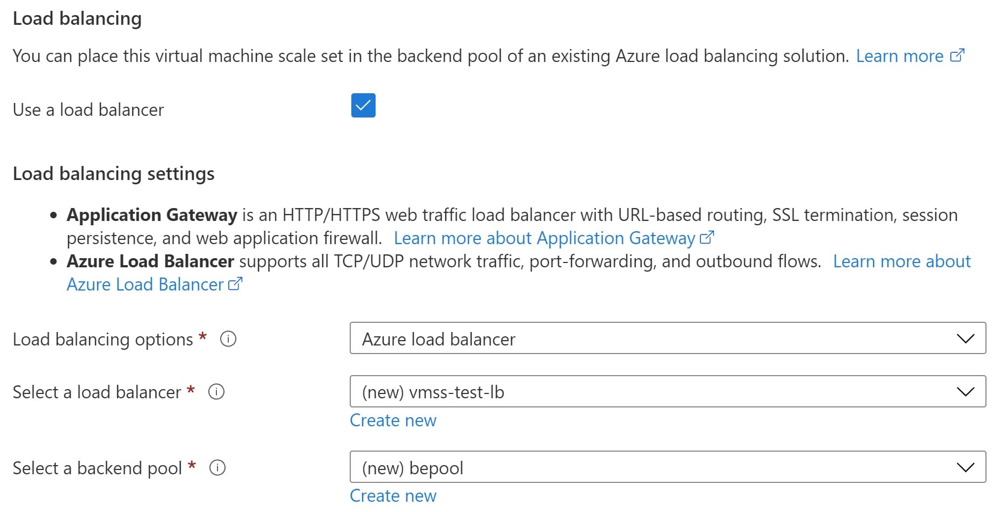 Load balancing
You can place this virtual machine scale set in the backend pool of an existing Azure load balancing solution. Learn more
Use a load balancer
Load balancing settings
Application Gateway is an HTTP/HTTPS web traffic load balancer with URL-based routing, SSL termination, session
persistence, and web application firewall. Learn more about Application Gateway
Azure Load Balancer supports all TCP/UDP network traffic, port-forwarding, and outbound flows. Learn more about
Azure Load Balancer
Load balancing options *
Azure load balancer
Select a load balancer *
(new) vmss-test-lb
Create new
Select a backend pool *
(new) bepool
Create new